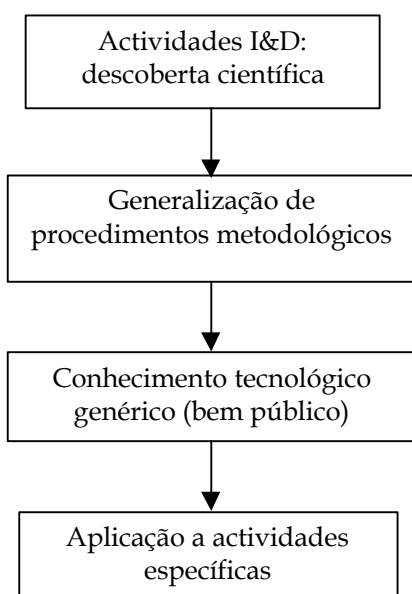 Actividades I&D:
descoberta científica
Generalização de
procedimentos metodológicos
Conhecimento tecnológico
genérico (bem público)
Aplicação a actividades
específicas